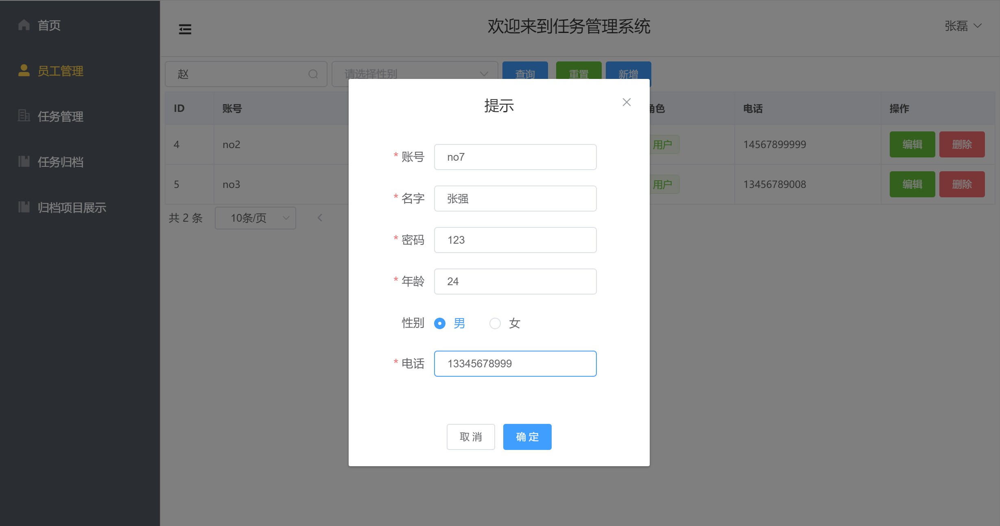 首页
员工管理
任务管理
任务归档
归档项目展示
欢迎来到任务管理系统
张磊
赵
请选择性别
查询
重置
新增
ID 账号 角色 电话 操作
4 no2 用户 14567899999 编辑 删除
5 no3 用户 13456789008 编辑 删除
共 2 条 10条/页
提示
* 账号 no7
* 名字 张强
* 密码 123
* 年龄 24
性别 男 女
* 电话 13345678999
取 消 确 定